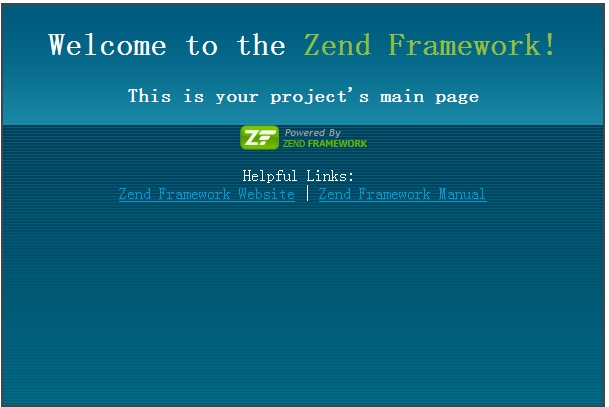 Welcome to the Zend Framework!
This is your project's main page
ZF Powered By
ZEND FRAMEWORK
Helpful Links:
Zend Framework Website | Zend Framework Manual